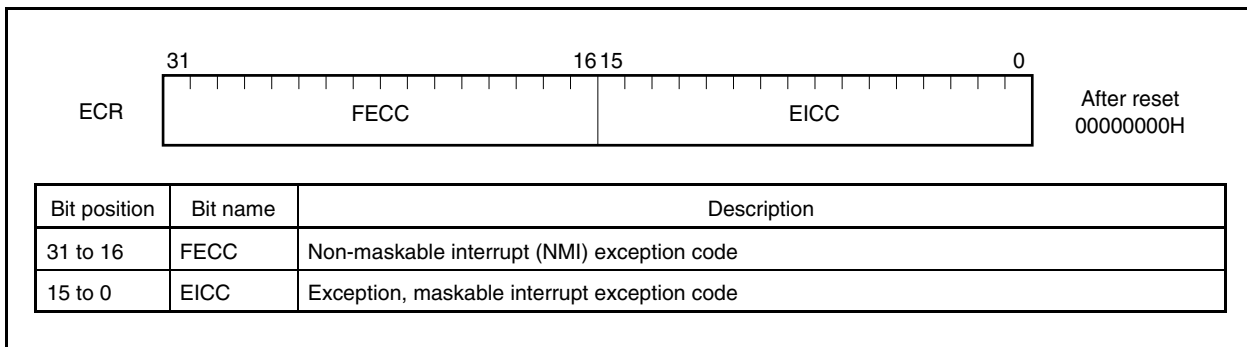 31 16 15 0
ECR FECC EICC After reset
00000000H
Bit position Bit name Description
31 to 16 FECC Non-maskable interrupt (NMI) exception code
15 to 0 EICC Exception, maskable interrupt exception code